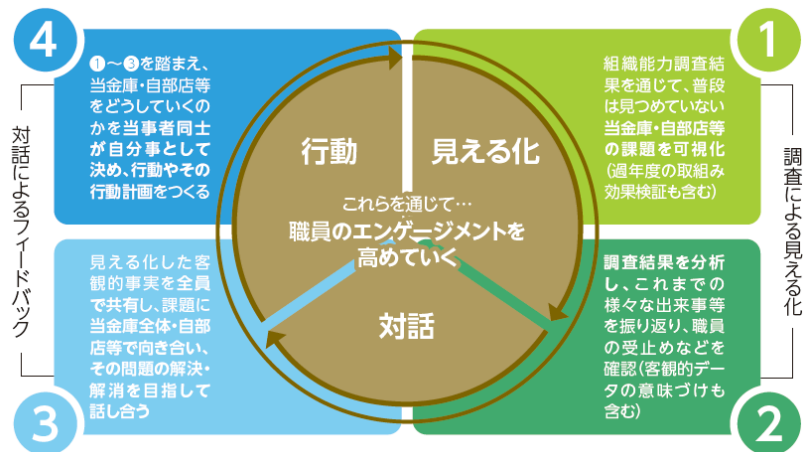 1
組織能力調査結
果を通じて、普段
は見つめていない
当金庫・自部店等
の課題を可視化
(過年度の取組み
効果検証も含む)
調査による見える化
2
調査結果を分析
し、これまでの
様々な出来事等
を振り返り、職員
の受止めなどを
確認(客観的デー
タの意味づけも
含む)
3
見える化した客
観的事実を全員
で共有し、課題に
当金庫全体・自部
店等で向き合い、
その問題の解決・
解消を目指して
話し合う
対話によるフィードバック
4
❶～❸を踏まえ、
当金庫・自部店等
をどうしていくの
かを当事者同士
が自分事として
決め、行動やその
行動計画をつくる
行動
見える化
これらを通じて…
職員のエンゲージメントを
高めていく
対話